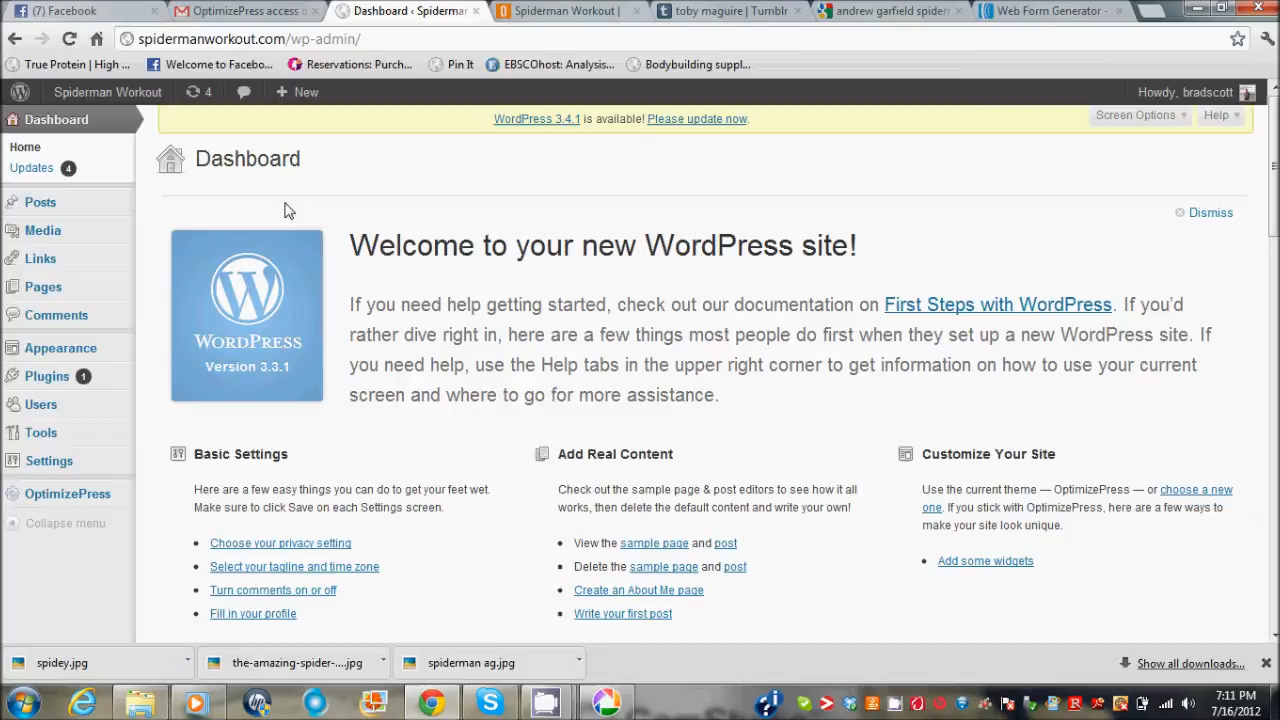 Facebook
OptimizePress access d
Dashboard ‹ Spiderman
Spiderman Workout |
toby maguire | Tumblr
andrew garfield spider
Web Form Generator -
spidermanworkout.com/wp-admin/
True Protein | High ...
Welcome to Facebo...
Reservations: Purch...
Pin It
EBSCOhost: Analysis...
Bodybuilding suppl...
Spiderman Workout
4
+ New
Howdy, bradscott
Dashboard
WordPress 3.4.1 is available! Please update now.
Screen Options
Help
Home
Updates 4
Dashboard
Posts
Dismiss
Media
Links
Pages
Comments
Appearance
Plugins 1
Users
Tools
Settings
OptimizePress
Collapse menu
WORDPRESS
Version 3.3.1
Welcome to your new WordPress site!
If you need help getting started, check out our documentation on First Steps with WordPress. If you'd
rather dive right in, here are a few things most people do first when they set up a new WordPress site. If
you need help, use the Help tabs in the upper right corner to get information on how to use your current
screen and where to go for more assistance.
Basic Settings
Here are a few easy things you can do to get your feet wet.
Make sure to click Save on each Settings screen.
Choose your privacy setting
Select your tagline and time zone
Turn comments on or off
Fill in your profile
Add Real Content
Check out the sample page & post editors to see how it all
works, then delete the default content and write your own!
View the sample page and post
Delete the sample page and post
Create an About Me page
Write your first post
Customize Your Site
Use the current theme — OptimizePress — or choose a new
one. If you stick with OptimizePress, here are a few ways to
make your site look unique.
Add some widgets
spidey.jpg
the-amazing-spider-....jpg
spiderman ag.jpg
Show all downloads...
7:11 PM
7/16/2012